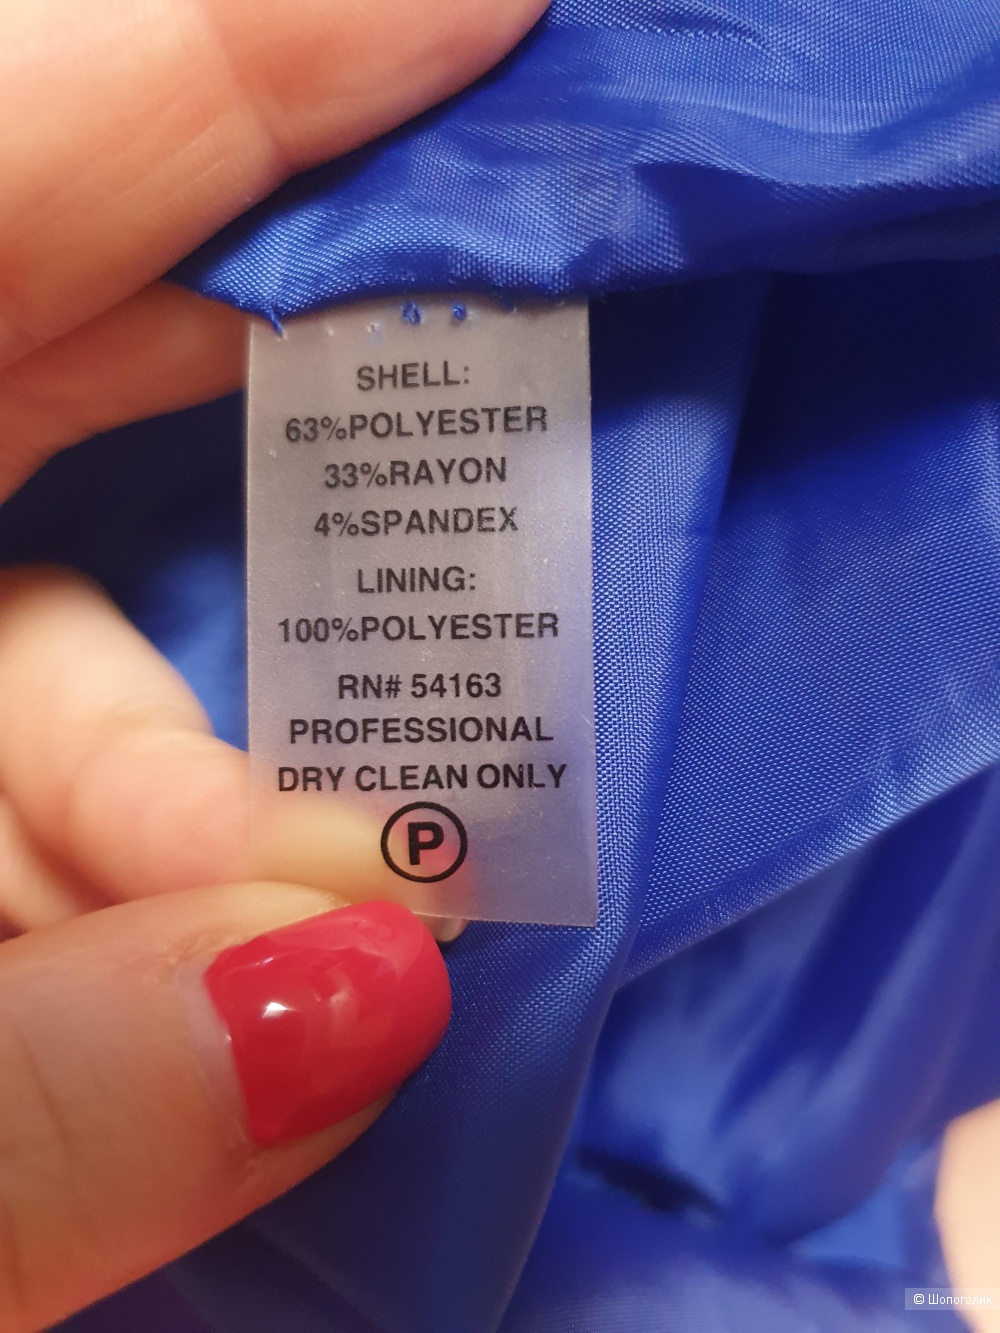 SHELL:
63%POLYESTER
33%RAYON
4%SPANDEX
LINING:
100%POLYESTER
RN# 54163
PROFESSIONAL
DRY CLEAN ONLY
P
© Шопоголик